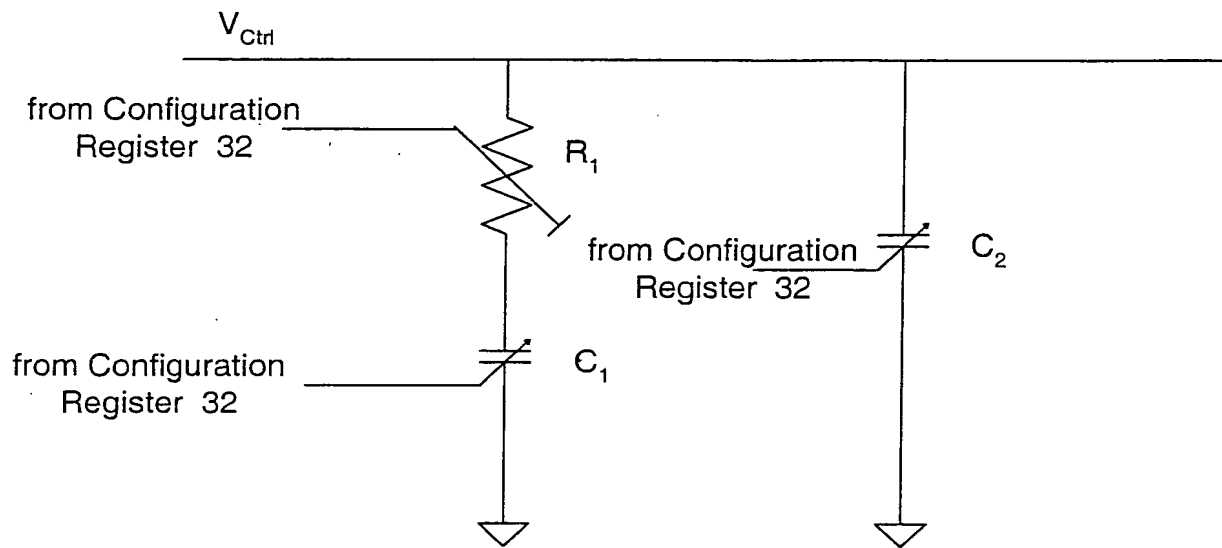 V_Ctrl
from Configuration
Register 32
R_1
from Configuration
Register 32
C_2
from Configuration
Register 32
C_1